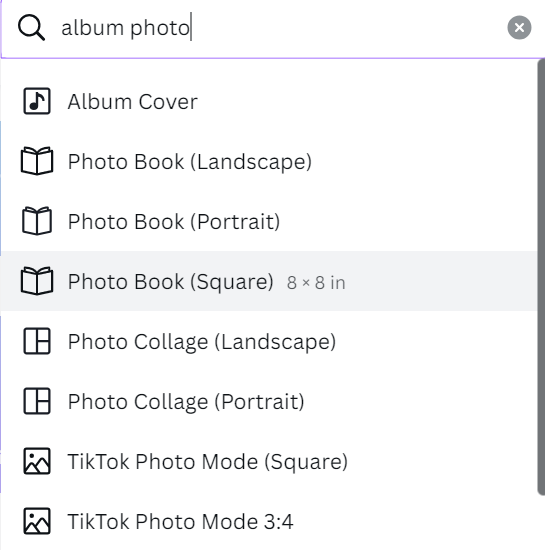 album photo
Album Cover
Photo Book (Landscape)
Photo Book (Portrait)
Photo Book (Square) 8 × 8 in
Photo Collage (Landscape)
Photo Collage (Portrait)
TikTok Photo Mode (Square)
TikTok Photo Mode 3:4